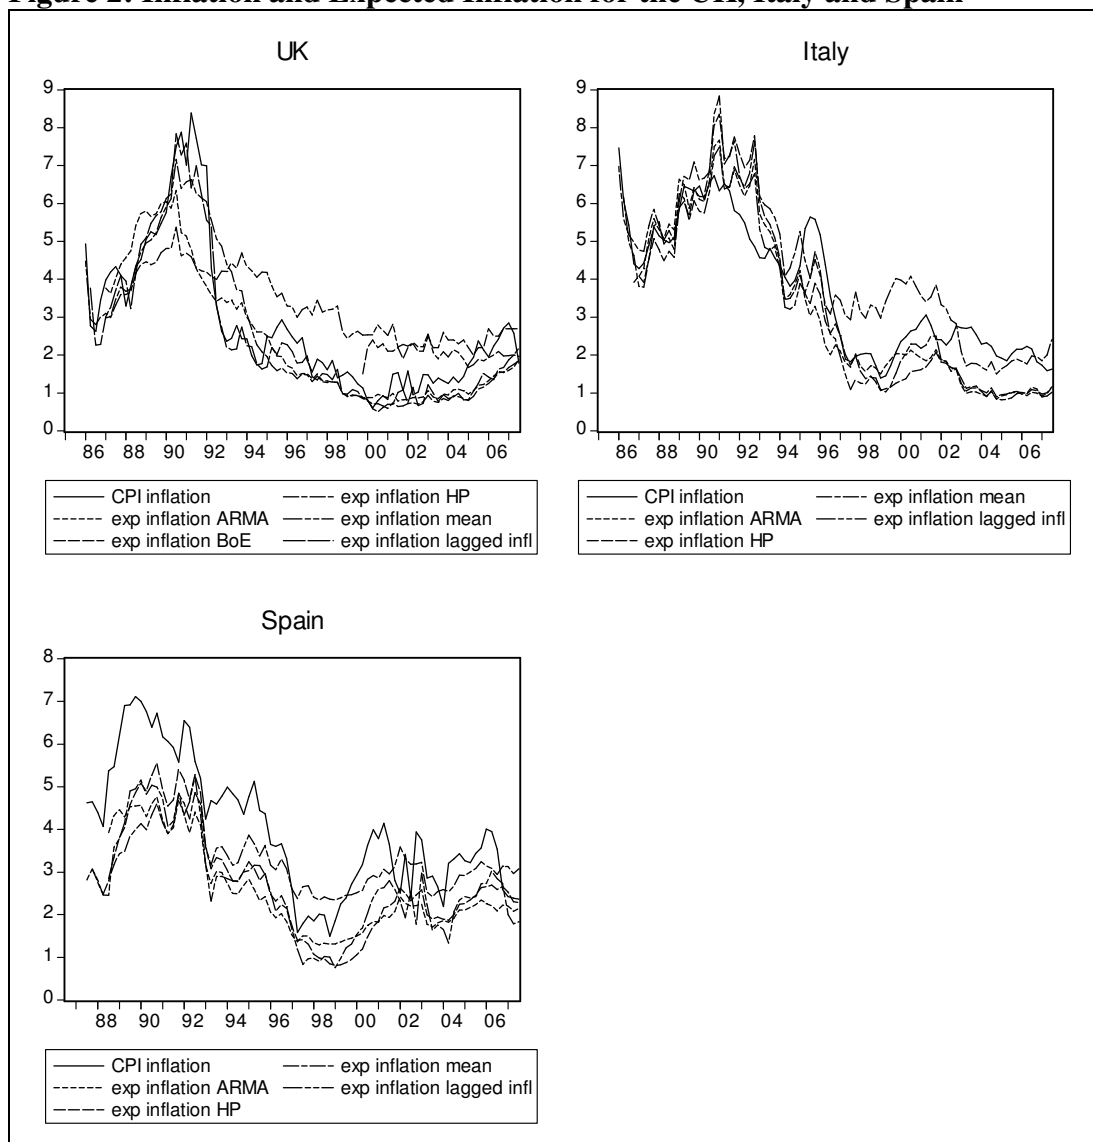 Figure 2: Inflation and Expected Inflation for the UK, Italy and Spain
UK
9
8
7
6
5
4
3
2
1
0
86 88 90 92 94 96 98 00 02 04 06
CPI inflation
exp inflation ARMA
exp inflation BoE
exp inflation HP
exp inflation mean
exp inflation lagged infl
Italy
9
8
7
6
5
4
3
2
1
0
86 88 90 92 94 96 98 00 02 04 06
CPI inflation
exp inflation ARMA
exp inflation HP
exp inflation mean
exp inflation lagged infl
Spain
8
7
6
5
4
3
2
1
0
88 90 92 94 96 98 00 02 04 06
CPI inflation
exp inflation ARMA
exp inflation HP
exp inflation mean
exp inflation lagged infl